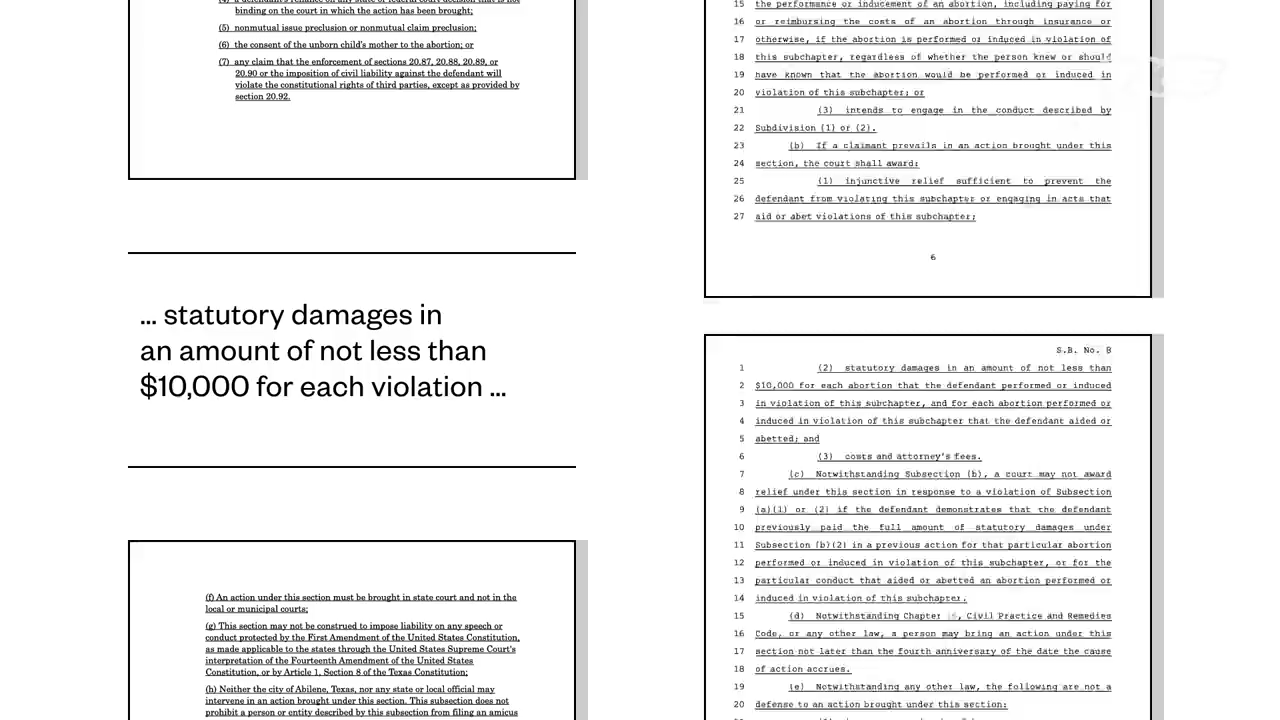 (4) a defendant's reliance on any state or federal court decision that is not
binding on the court in which the action has been brought;
(5) nonmutual issue preclusion or nonmutual claim preclusion;
(6) the consent of the unborn child's mother to the abortion; or
(7) any claim that the enforcement of sections 20.87, 20.88, 20.89, or
20.90 or the imposition of civil liability against the defendant will
violate the constitutional rights of third parties, except as provided by
section 20.92.
... statutory damages in
an amount of not less than
$10,000 for each violation ...
(f) An action under this section must be brought in state court and not in the
local or municipal courts;
(g) This section may not be construed to impose liability on any speech or
conduct protected by the First Amendment of the United States Constitution,
as made applicable to the states through the United States Supreme Court's
interpretation of the Fourteenth Amendment of the United States
Constitution, or by Article 1, Section 8 of the Texas Constitution;
(h) Neither the city of Abilene, Texas, nor any state or local official may
intervene in an action brought under this section. This subsection does not
prohibit a person or entity described by this subsection from filing an amicus
15 the performance or inducement of an abortion, including paying for
16 or reimbursing the costs of an abortion through insurance or
17 otherwise, if the abortion is performed or induced in violation of
18 this subchapter, regardless of whether the person knew or should
19 have known that the abortion would be performed or induced in
20 violation of this subchapter; or
21 (3) intends to engage in the conduct described by
22 Subdivision (1) or (2).
23 (b) If a claimant prevails in an action brought under this
24 section, the court shall award:
25 (1) injunctive relief sufficient to prevent the
26 defendant from violating this subchapter or engaging in acts that
27 aid or abet violations of this subchapter;
6
S.B. No. 8
1 (2) statutory damages in an amount of not less than
2 $10,000 for each abortion that the defendant performed or induced
3 in violation of this subchapter, and for each abortion performed or
4 induced in violation of this subchapter that the defendant aided or
5 abetted; and
6 (3) costs and attorney's fees.
7 (c) Notwithstanding Subsection (b), a court may not award
8 relief under this section in response to a violation of Subsection
9 (a)(1) or (2) if the defendant demonstrates that the defendant
10 previously paid the full amount of statutory damages under
11 Subsection (b)(2) in a previous action for that particular abortion
12 performed or induced in violation of this subchapter, or for the
13 particular conduct that aided or abetted an abortion performed or
14 induced in violation of this subchapter.
15 (d) Notwithstanding Chapter 16, Civil Practice and Remedies
16 Code, or any other law, a person may bring an action under this
17 section not later than the fourth anniversary of the date the cause
18 of action accrues.
19 (e) Notwithstanding any other law, the following are not a
20 defense to an action brought under this section: